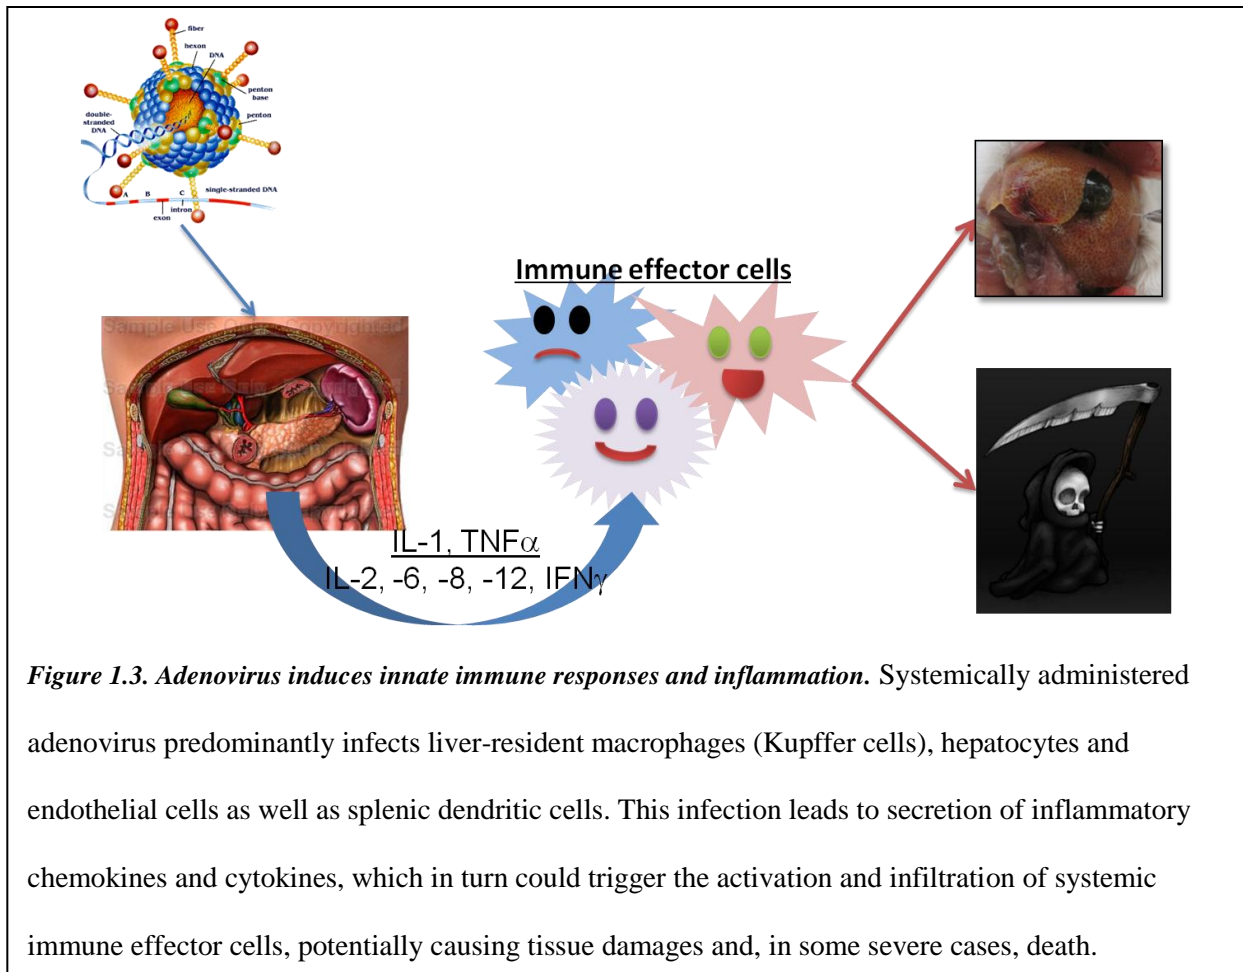 fiber
hexon
DNA
penton
base
double-
stranded
DNA
penton
A B C
single-stranded DNA
intron
exon
Immune effector cells
Sample Use Only. Copyrighted
IL-1, TNFα
IL-2, -6, -8, -12, IFNγ
Figure 1.3. Adenovirus induces innate immune responses and inflammation. Systemically administered
adenovirus predominantly infects liver-resident macrophages (Kupffer cells), hepatocytes and
endothelial cells as well as splenic dendritic cells. This infection leads to secretion of inflammatory
chemokines and cytokines, which in turn could trigger the activation and infiltration of systemic
immune effector cells, potentially causing tissue damages and, in some severe cases, death.